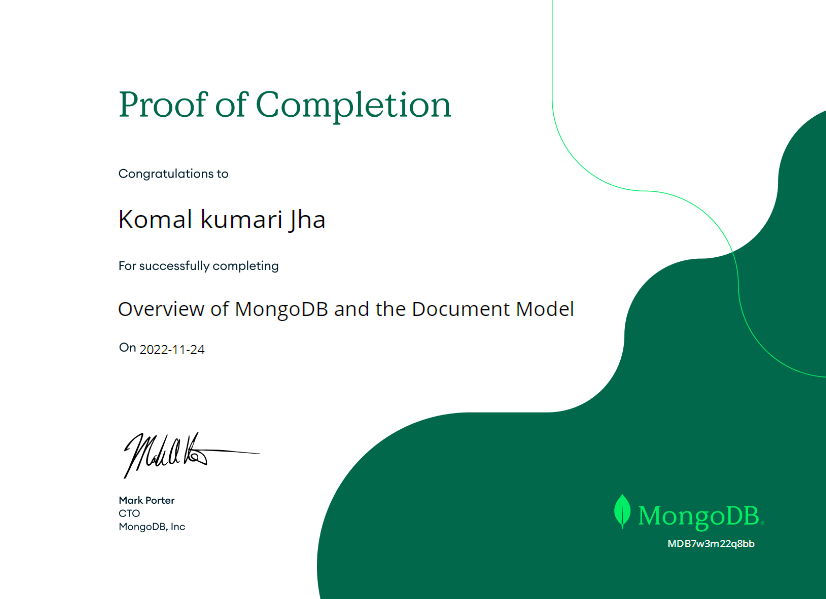 Proof of Completion
Congratulations to
Komal kumari Jha
For successfully completing
Overview of MongoDB and the Document Model
On 2022-11-24
Mark Porter
CTO
MongoDB, Inc
MongoDB.
MDB7w3m22q8bb